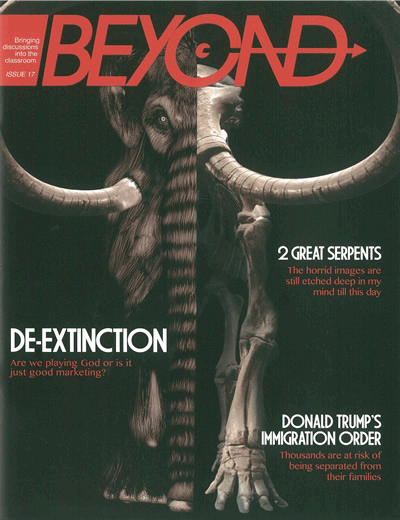 Bringing
discussions
into the
classroom.
ISSUE 17
BEYOND
2 GREAT SERPENTS
The horrid images are
still etched deep in my
mind till this day
DE-EXTINCTION
Are we playing God or is it
just good marketing?
DONALD TRUMP'S
IMMIGRATION ORDER
Thousands are at risk of
being separated from
their families